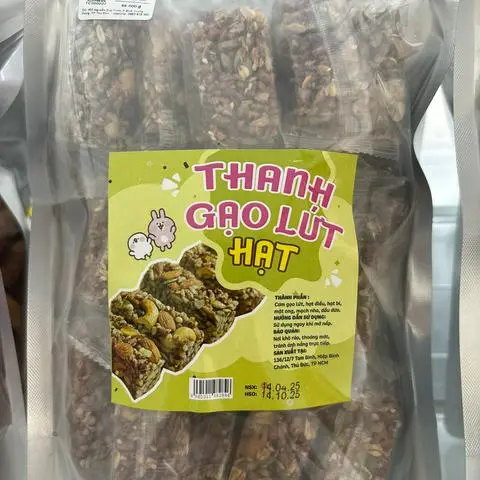 THANH
GẠO LỨT
HẠT
THÀNH PHẦN :
Cơm gạo lứt, hạt điều, hạt bí,
mật ong, mạch nha, dầu dừa.
HƯỚNG DẪN SỬ DỤNG:
Sử dụng ngay khi mở nắp.
BẢO QUẢN:
Nơi khô ráo, thoáng mát,
tránh ánh nắng trực tiếp.
SẢN XUẤT TẠI:
136/12/7 Tam Bình, Hiệp Bình
Chánh, Thủ Đức, TP HCM
NSX: 14.04.25
HSD: 14.10.25